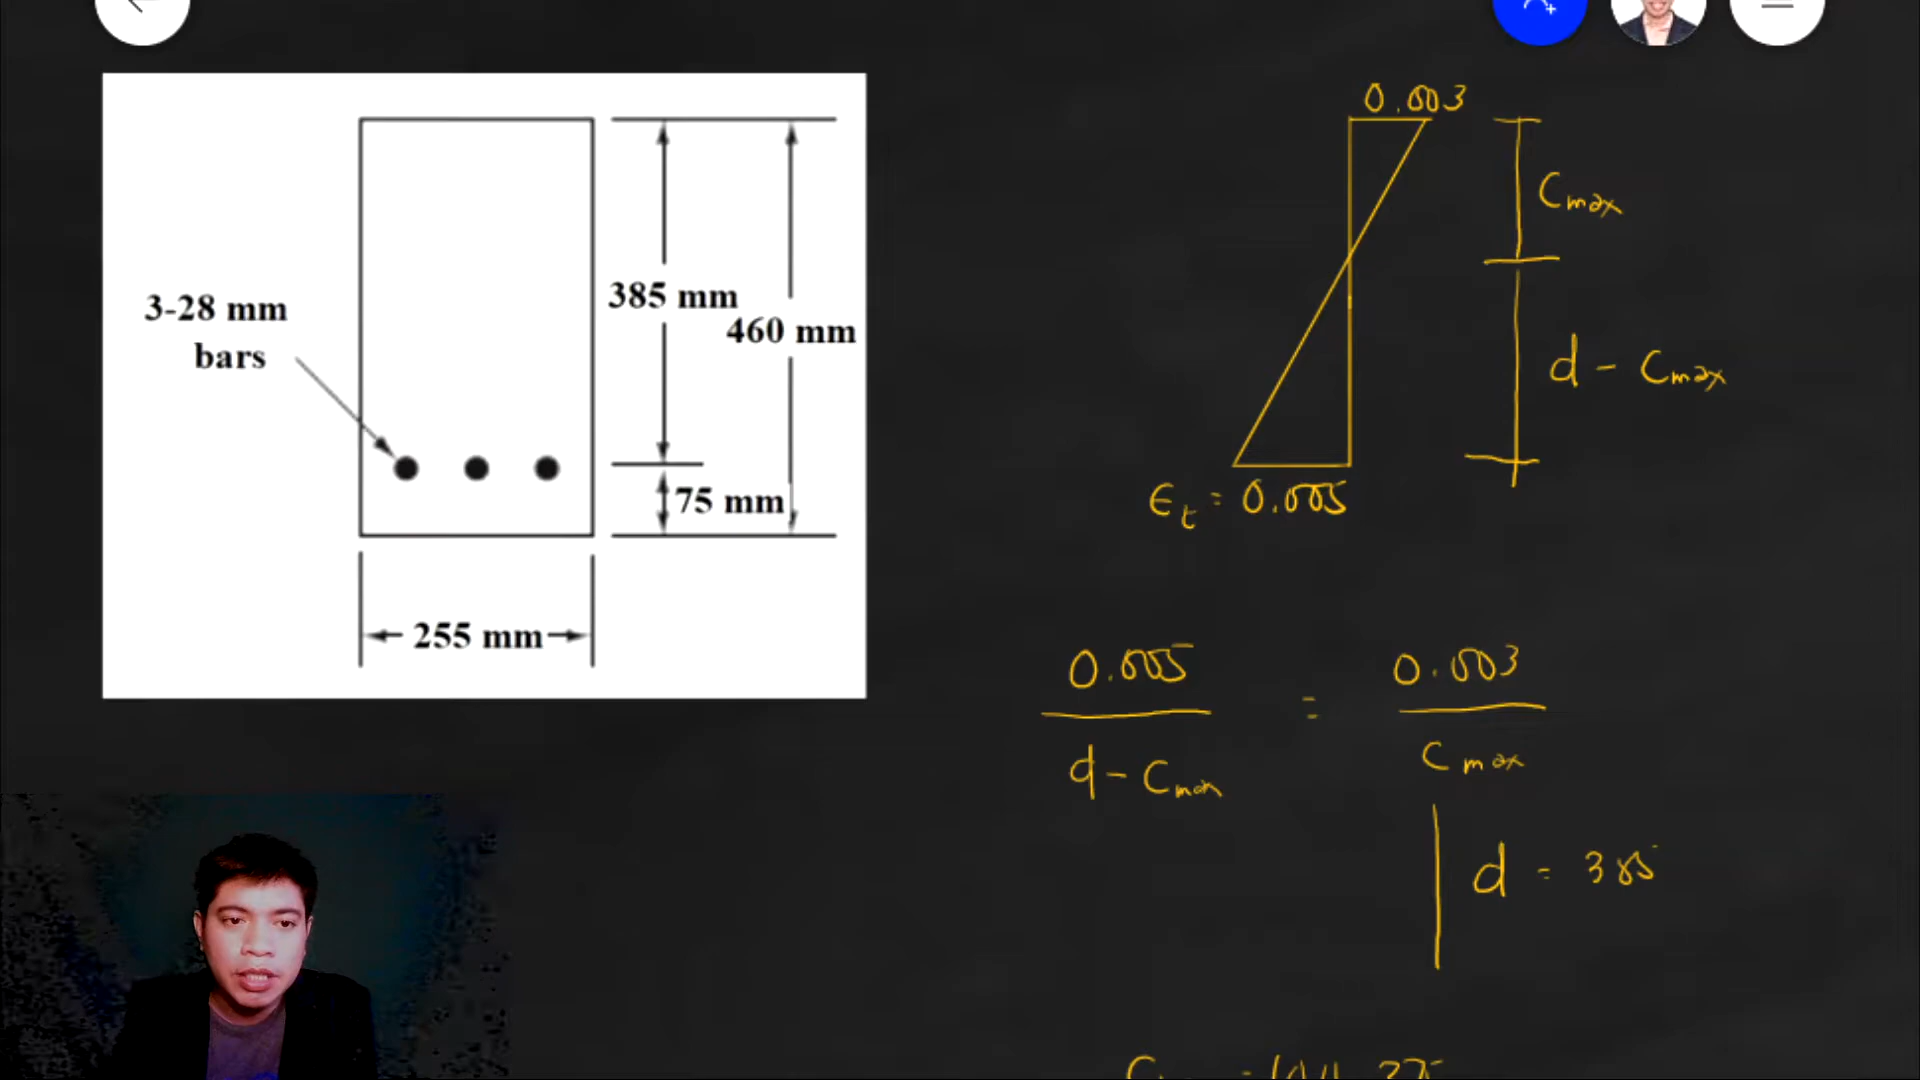 3-28 mm
bars
385 mm
460 mm
75 mm
255 mm
0.003
Cmax
d - Cmax
εt = 0.005
0.005 / d - Cmax = 0.003 / Cmax
d = 385